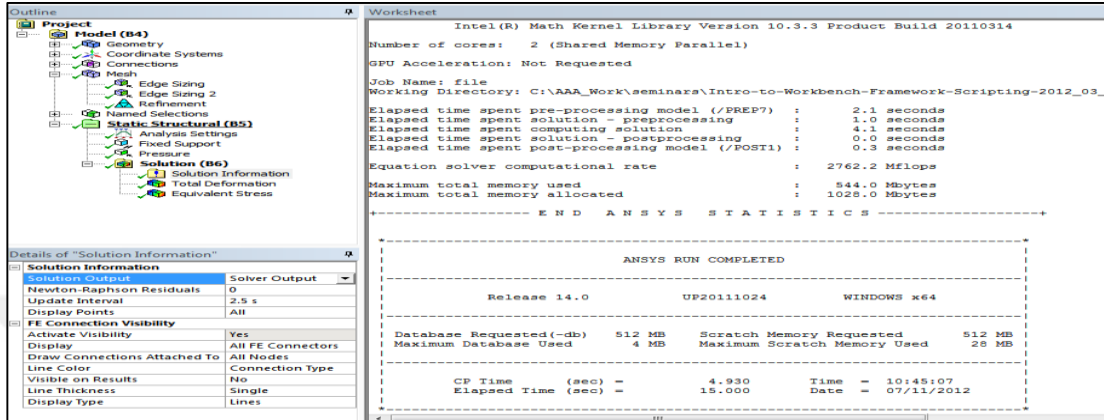 Outline
Project
Model (B4)
Geometry
Coordinate Systems
Connections
Mesh
Edge Sizing
Edge Sizing 2
Refinement
Named Selections
Static Structural (B5)
Analysis Settings
Fixed Support
Pressure
Solution (B6)
Solution Information
Total Deformation
Equivalent Stress
Details of "Solution Information"
Solution Information
Solution Output Solver Output
Newton-Raphson Residuals 0
Update Interval 2.5 s
Display Points All
FE Connection Visibility
Activate Visibility Yes
Display All FE Connectors
Draw Connections Attached To All Nodes
Line Color Connection Type
Visible on Results No
Line Thickness Single
Display Type Lines
Worksheet
Intel(R) Math Kernel Library Version 10.3.3 Product Build 20110314
Number of cores: 2 (Shared Memory Parallel)
GPU Acceleration: Not Requested
Job Name: file
Working Directory: C:\AAA_Work\seminars\Intro-to-Workbench-Framework-Scripting-2012_03_
Elapsed time spent pre-processing model (/PREP7) : 2.1 seconds
Elapsed time spent solution - preprocessing : 1.0 seconds
Elapsed time spent computing solution : 4.1 seconds
Elapsed time spent solution - postprocessing : 0.0 seconds
Elapsed time spent post-processing model (/POST1) : 0.3 seconds
Equation solver computational rate : 2762.2 Mflops
Maximum total memory used : 544.0 Mbytes
Maximum total memory allocated : 1028.0 Mbytes
+------------------ E N D A N S Y S S T A T I S T I C S -------------------+
ANSYS RUN COMPLETED
Release 14.0 UP20111024 WINDOWS x64
Database Requested(-db) 512 MB Scratch Memory Requested 512 MB
Maximum Database Used 4 MB Maximum Scratch Memory Used 28 MB
CP Time (sec) = 4.930 Time = 10:45:07
Elapsed Time (sec) = 15.000 Date = 07/11/2012